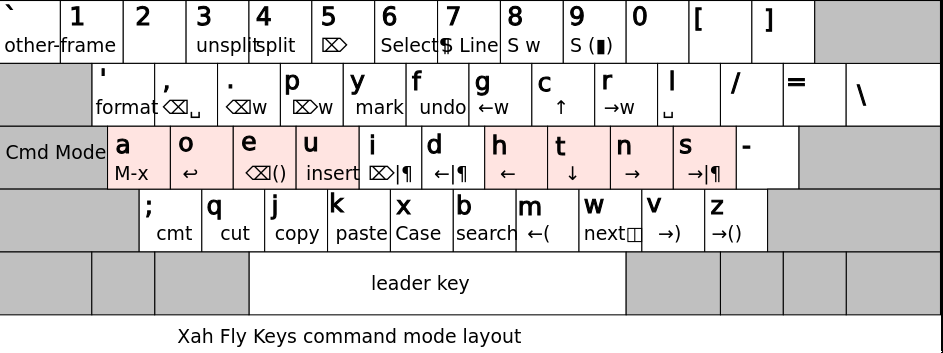 ` 1 2 3 4 5 6 7 8 9 0 [ ]
other-frame unsplit split ⌦ Select¶ S Line S w S (▮)
' , . p y f g c r l / = \
format ⌫␣ ⌫w ⌦w mark undo ←w ↑ →w ␣
Cmd Mode a o e u i d h t n s -
M-x ↩ ⌫() insert ⌦|¶ ←|¶ ← ↓ → →|¶
; q j k x b m w v z
cmt cut copy paste Case search ←( next◫ →) →()
leader key
Xah Fly Keys command mode layout